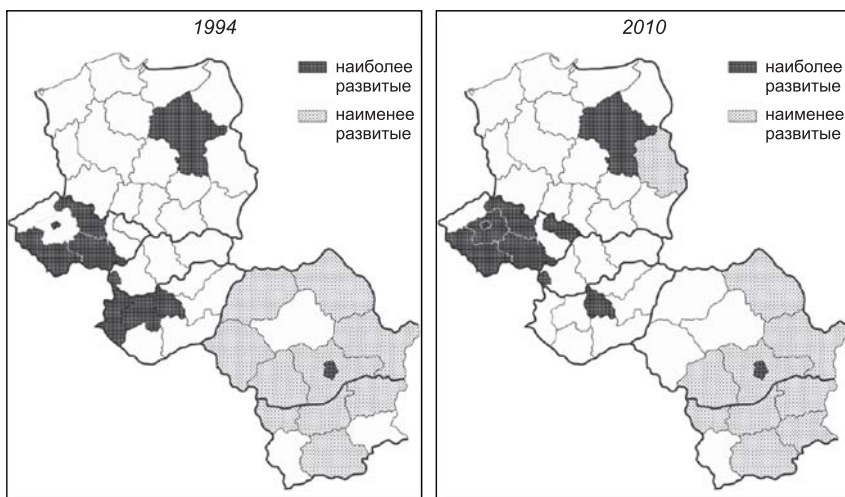 1994
наиболее
развитые
наименее
развитые
2010
наиболее
развитые
наименее
развитые